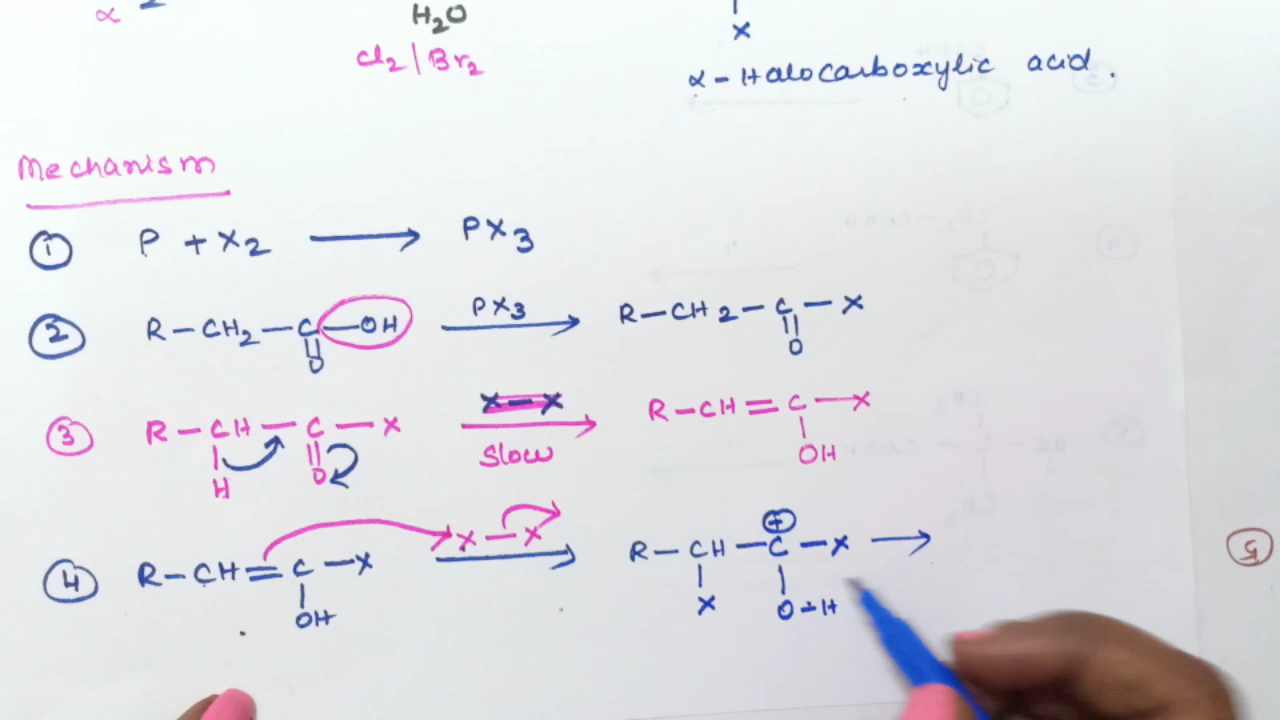 α
H2O
Cl2 | Br2
X
α - Halocarboxylic acid.
Mechanism
① P + X2 ⟶ PX3
② R-CH2-C-OH PX3 ⟶ R-CH2-C-X
O O
③ R-CH-C-X X-X ⟶ R-CH=C-X
H O Slow OH
④ R-CH=C-X X-X ⟶ R-CH-C-X ⟶
⊕
OH X O-H